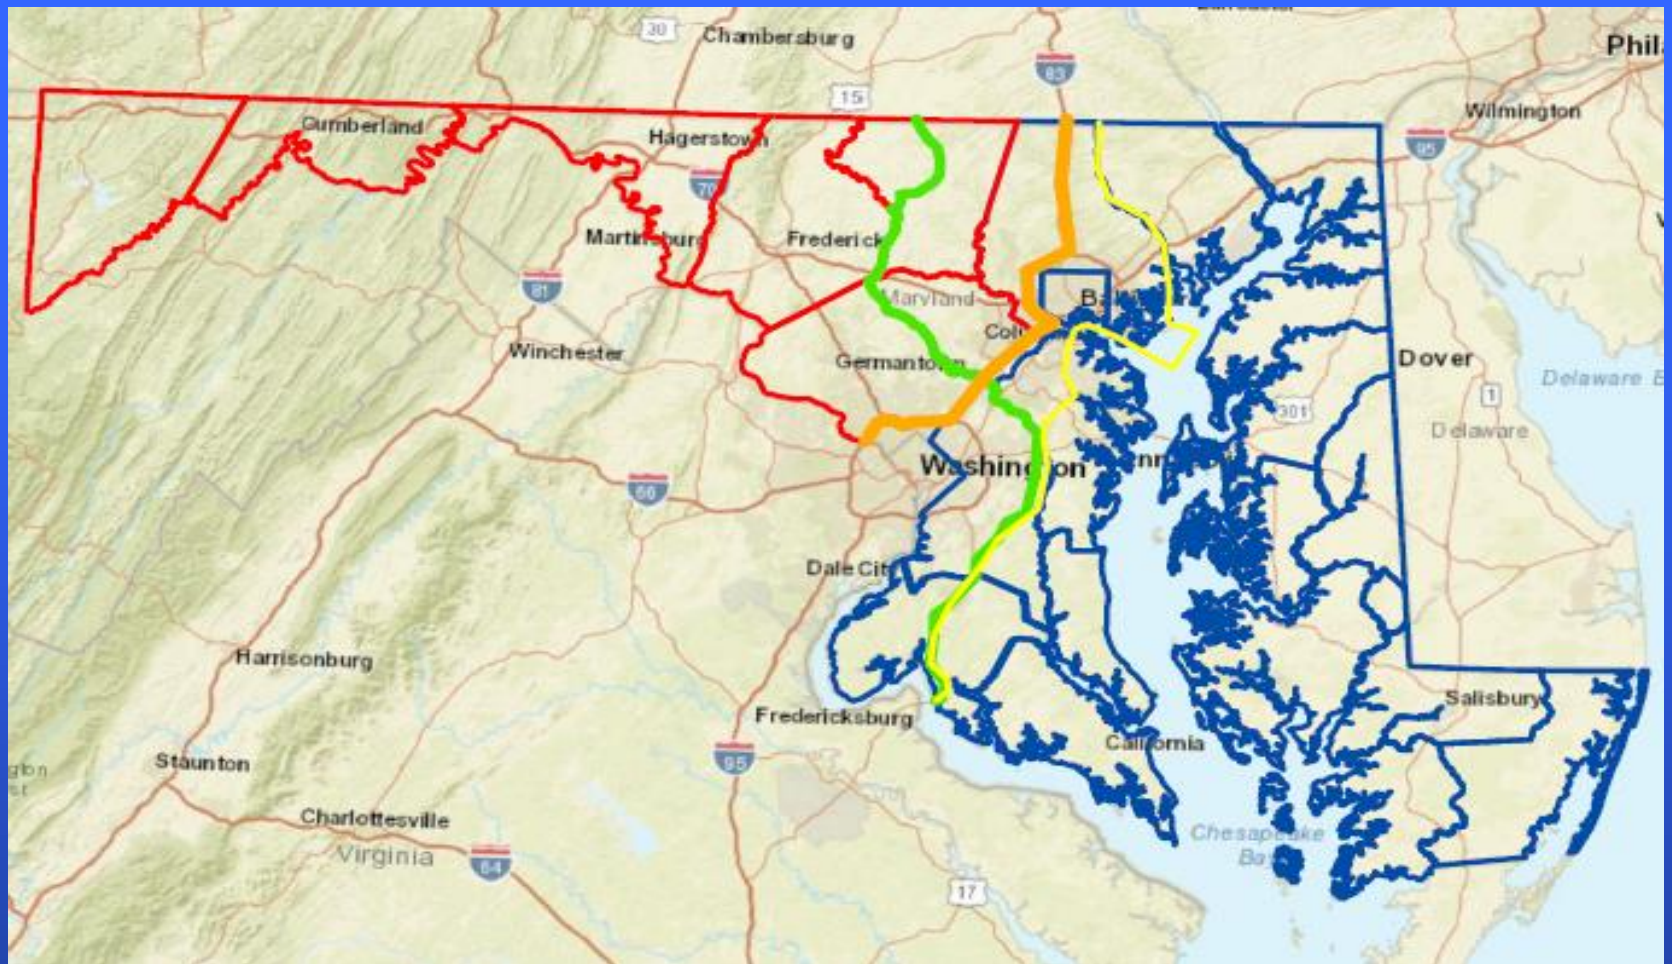 30
Chambersburg
83
15
Wilmington
Cumberland
Hagerstown
95
70
Martinsburg
Frederick
81
Maryland
Winchester
Germantown
Dover
Delaware
1
301
Delaware
Washington
66
Dale City
Harrisonburg
Salisbury
Fredericksburg
California
95
Staunton
Charlottesville
Virginia
64
Chesapeake
Bay
17